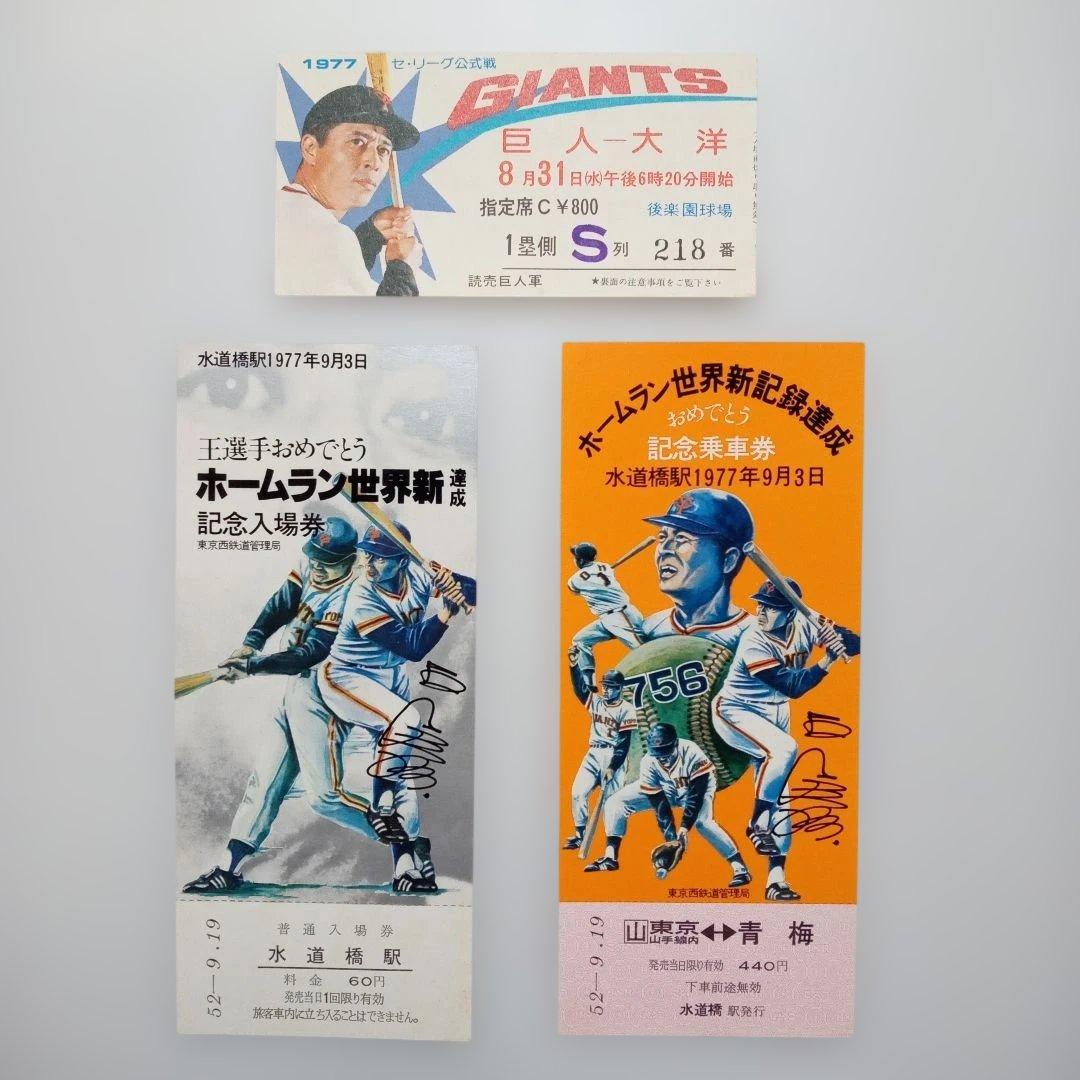 1977 セ・リーグ公式戦
GIANTS
巨人ー大洋
8月31日(水)午後6時20分開始
指定席C ¥800 後楽園球場
1塁側 S列 218番
読売巨人軍 ★裏面の注意事項をご覧下さい
水道橋駅1977年9月3日
王選手おめでとう
ホームラン世界新達成
記念入場券
東京西鉄道管理局
52-9.19
普通入場券
水道橋駅
料金 60円
発売当日1回限り有効
旅客車内に立ち入ることはできません。
ホームラン世界新記録達成
おめでとう
記念乗車券
水道橋駅1977年9月3日
756
東京西鉄道管理局
52-9.19
山 東京山手線内↔青梅
発売当日限り有効 440円
下車前途無効
水道橋駅発行